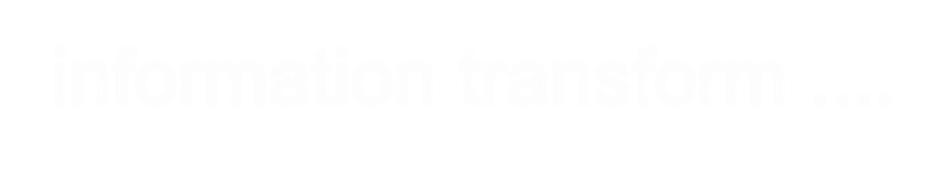 information transform ....